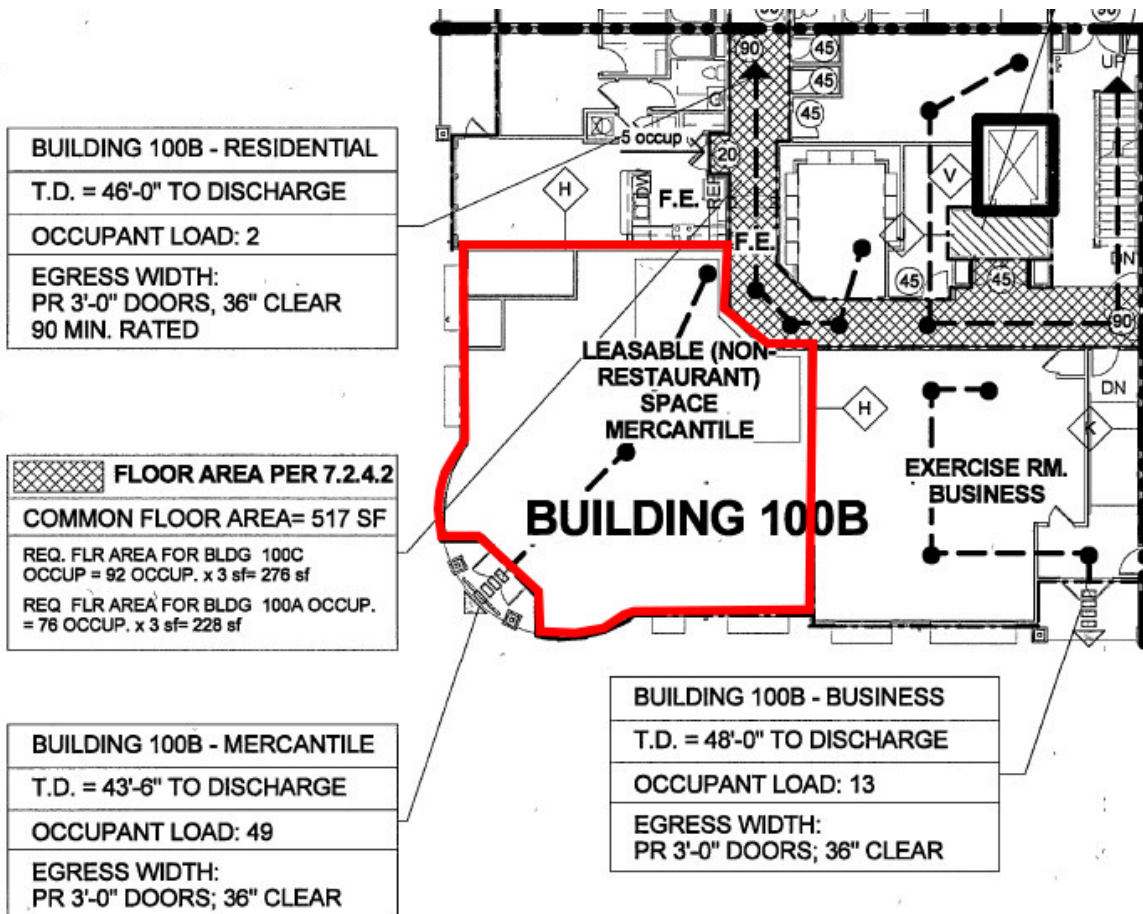 BUILDING 100B - RESIDENTIAL
T.D. = 46'-0" TO DISCHARGE
OCCUPANT LOAD: 2
EGRESS WIDTH:
PR 3'-0" DOORS, 36" CLEAR
90 MIN. RATED
FLOOR AREA PER 7.2.4.2
COMMON FLOOR AREA= 517 SF
REQ. FLR AREA FOR BLDG 100C
OCCUP = 92 OCCUP. x 3 sf= 276 sf
REQ FLR AREA FOR BLDG 100A OCCUP.
= 76 OCCUP. x 3 sf= 228 sf
BUILDING 100B - MERCANTILE
T.D. = 43'-6" TO DISCHARGE
OCCUPANT LOAD: 49
EGRESS WIDTH:
PR 3'-0" DOORS; 36" CLEAR
90
45
45
45
UP
5 occup
20
H
DW
F.E.
REF
F.E.
V
45
45
DN
90
LEASABLE (NON-
RESTAURANT)
SPACE
MERCANTILE
H
DN
K
EXERCISE RM.
BUSINESS
BUILDING 100B
BUILDING 100B - BUSINESS
T.D. = 48'-0" TO DISCHARGE
OCCUPANT LOAD: 13
EGRESS WIDTH:
PR 3'-0" DOORS; 36" CLEAR